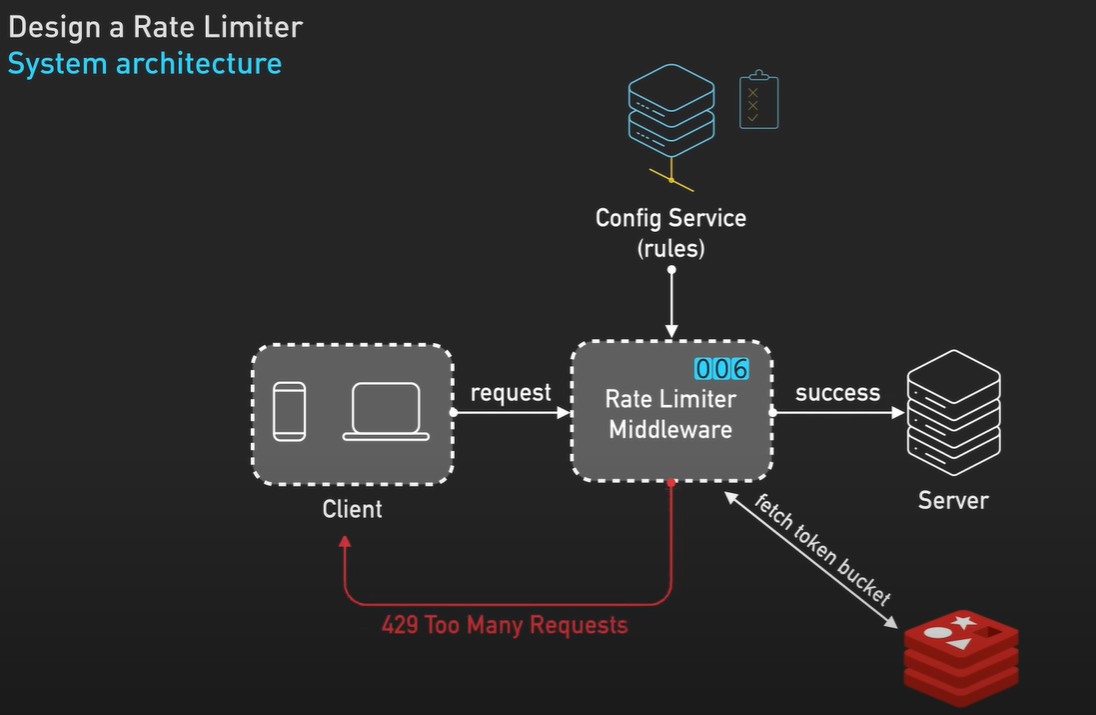 Design a Rate Limiter
System architecture
Config Service
(rules)
006
request
Rate Limiter
Middleware
success
Client
Server
fetch token bucket
429 Too Many Requests